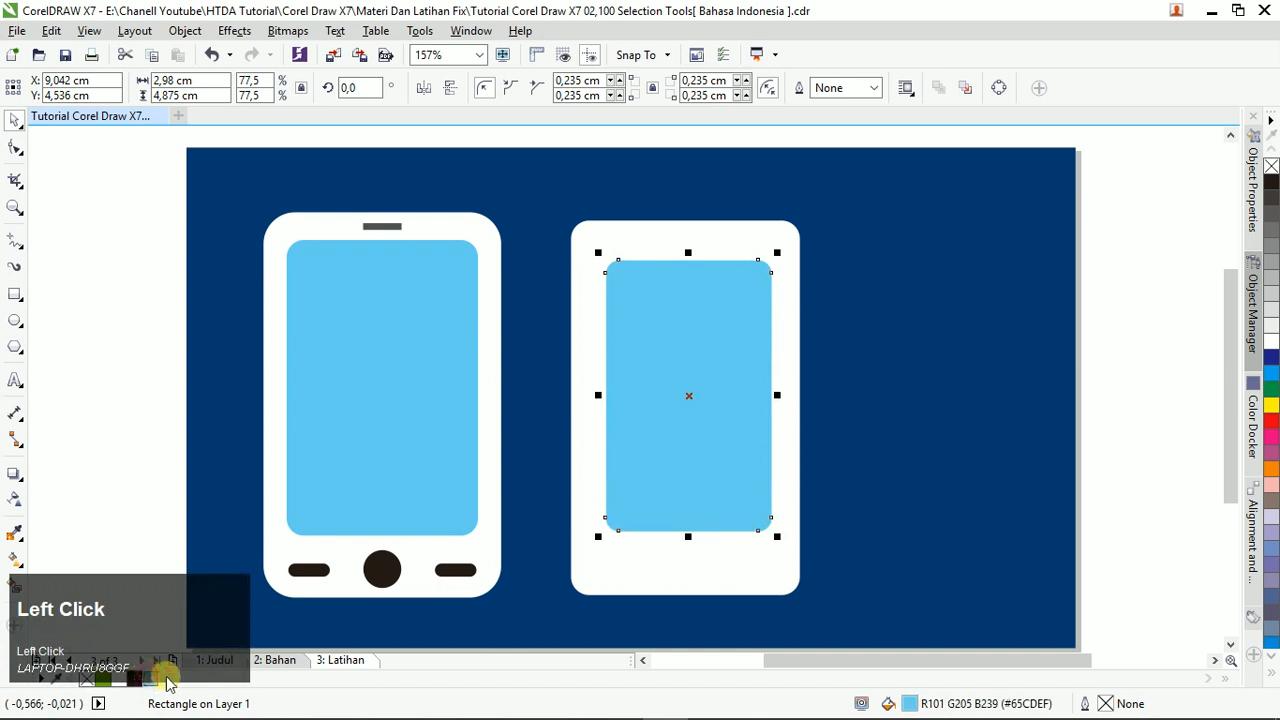 CorelDRAW X7 - E:\Chanell Youtube\HTDA Tutorial\Corel Draw X7\Materi Dan Latihan Fix\Tutorial Corel Draw X7 02,100 Selection Tools[ Bahasa Indonesia ].cdr
File Edit View Layout Object Effects Bitmaps Text Table Tools Window Help
157% Snap To
X: 9,042 cm 2,98 cm 77,5 % 0,0 ° 0,235 cm 0,235 cm None
Y: 4,536 cm 4,875 cm 77,5 % 0,235 cm 0,235 cm
Tutorial Corel Draw X7...
Object Properties
Object Manager
Color Docker
Alignment and ...
Left Click
Left Click
LAPTOP-DHRU8GGF
3 of 3 1: Judul 2: Bahan 3: Latihan
( -0,566; -0,021 ) Rectangle on Layer 1 R101 G205 B239 (#65CDEF) None